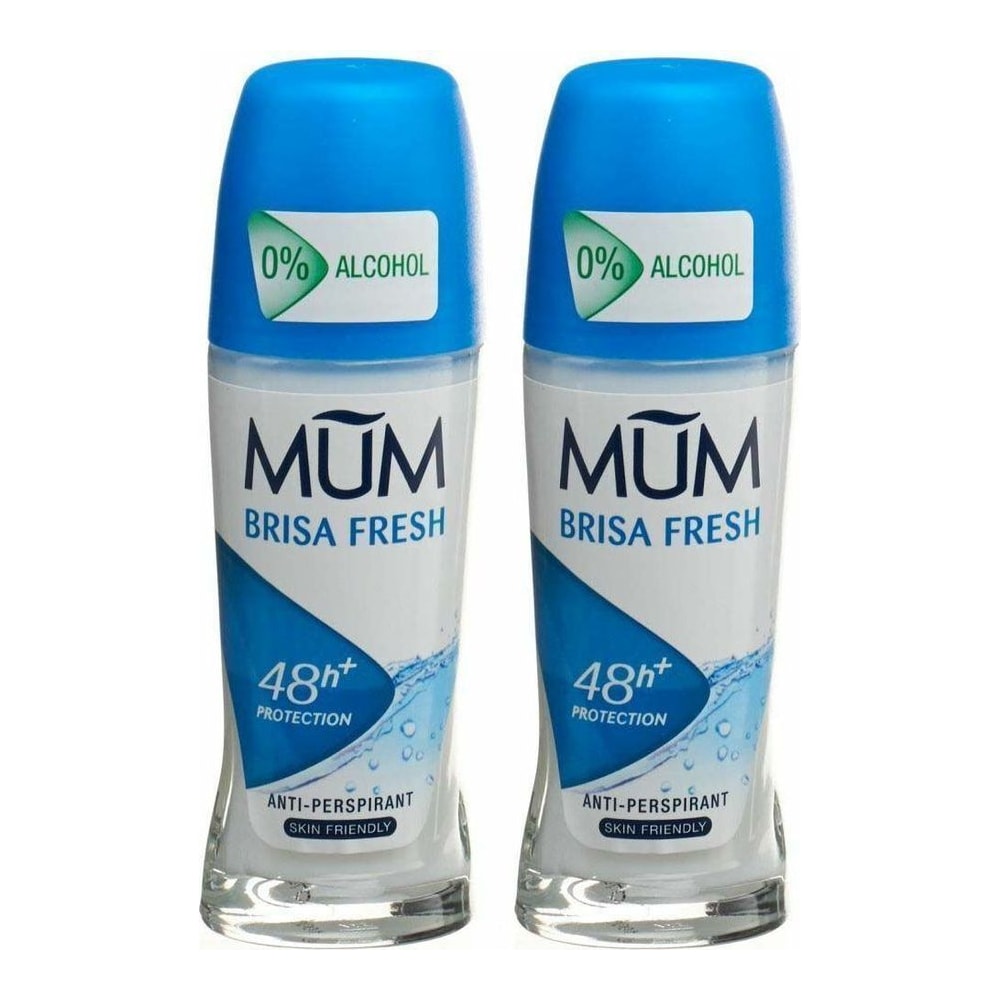 0% ALCOHOL
MUM
BRISA FRESH
48h+
PROTECTION
ANTI-PERSPIRANT
SKIN FRIENDLY
0% ALCOHOL
MUM
BRISA FRESH
48h+
PROTECTION
ANTI-PERSPIRANT
SKIN FRIENDLY